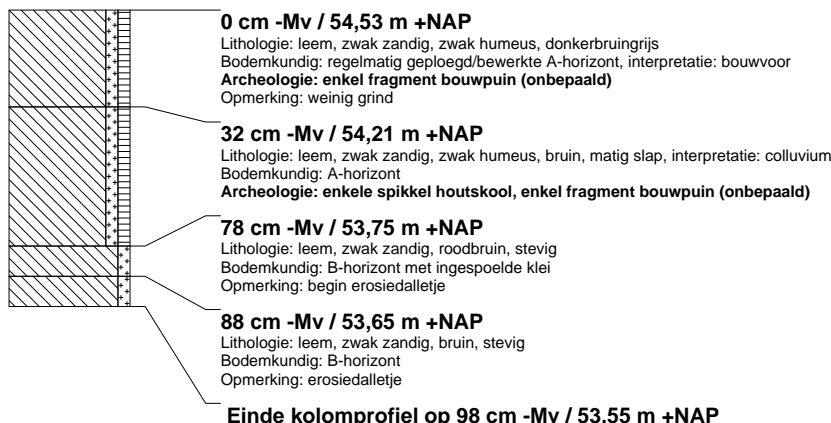 0 cm -Mv / 54,53 m +NAP
Lithologie: leem, zwak zandig, zwak humeus, donkerbruingrijs
Bodemkundig: regelmatig geploegd/bewerkte A-horizont, interpretatie: bouwvoor
Archeologie: enkel fragment bouwpuin (onbepaald)
Opmerking: weinig grind
32 cm -Mv / 54,21 m +NAP
Lithologie: leem, zwak zandig, zwak humeus, bruin, matig slap, interpretatie: colluvium
Bodemkundig: A-horizont
Archeologie: enkele spikkel houtskool, enkel fragment bouwpuin (onbepaald)
78 cm -Mv / 53,75 m +NAP
Lithologie: leem, zwak zandig, roodbruin, stevig
Bodemkundig: B-horizont met ingespoelde klei
Opmerking: begin erosiedalletje
88 cm -Mv / 53,65 m +NAP
Lithologie: leem, zwak zandig, bruin, stevig
Bodemkundig: B-horizont
Opmerking: erosiedalletje
Einde kolomprofiel op 98 cm -Mv / 53,55 m +NAP